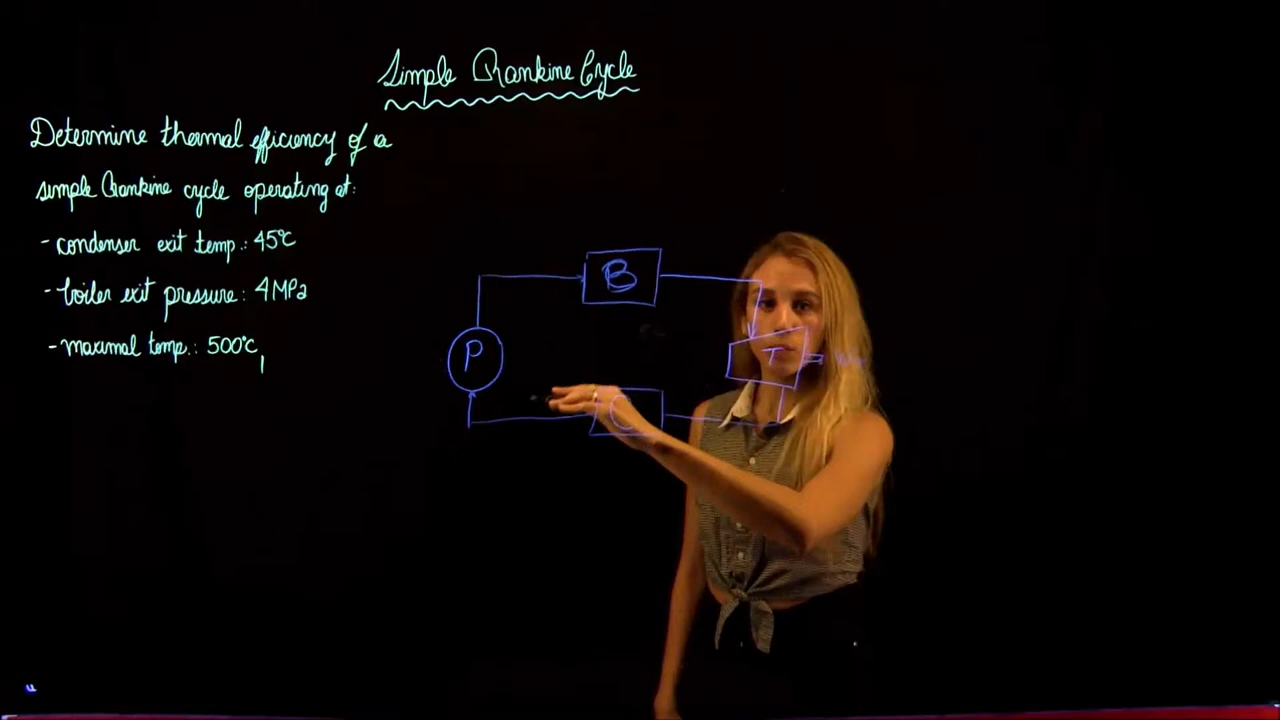 Simple Rankine Cycle
Determine thermal efficiency of a
simple Rankine cycle operating at:
- condenser exit temp.: 45°C
- boiler exit pressure: 4 MPa
- maximal temp.: 500°C
B
P
T
C